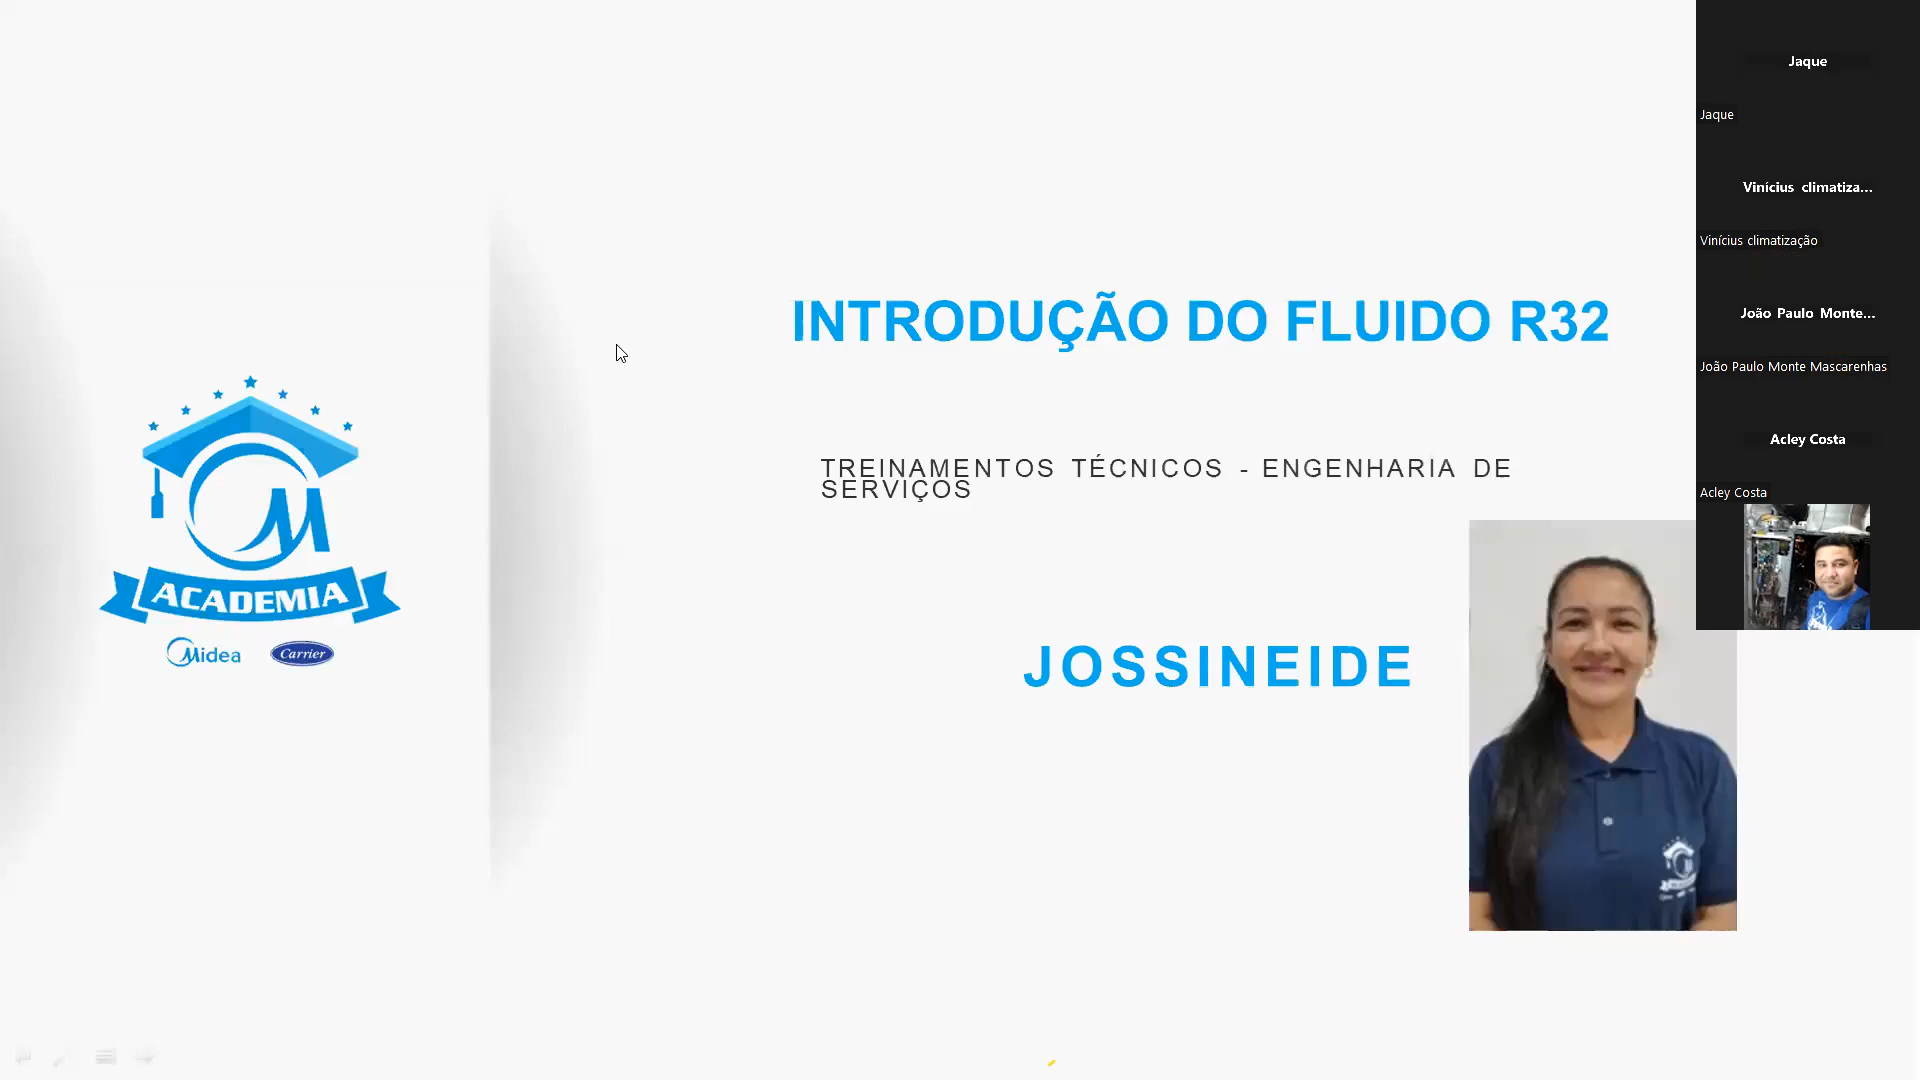 INTRODUÇÃO DO FLUIDO R32
TREINAMENTOS TÉCNICOS - ENGENHARIA DE
SERVIÇOS
JOSSINEIDE
M
ACADEMIA
Midea
Carrier
Jaque
Jaque
Vinícius climatiza...
Vinícius climatização
João Paulo Monte...
João Paulo Monte Mascarenhas
Acley Costa
Acley Costa